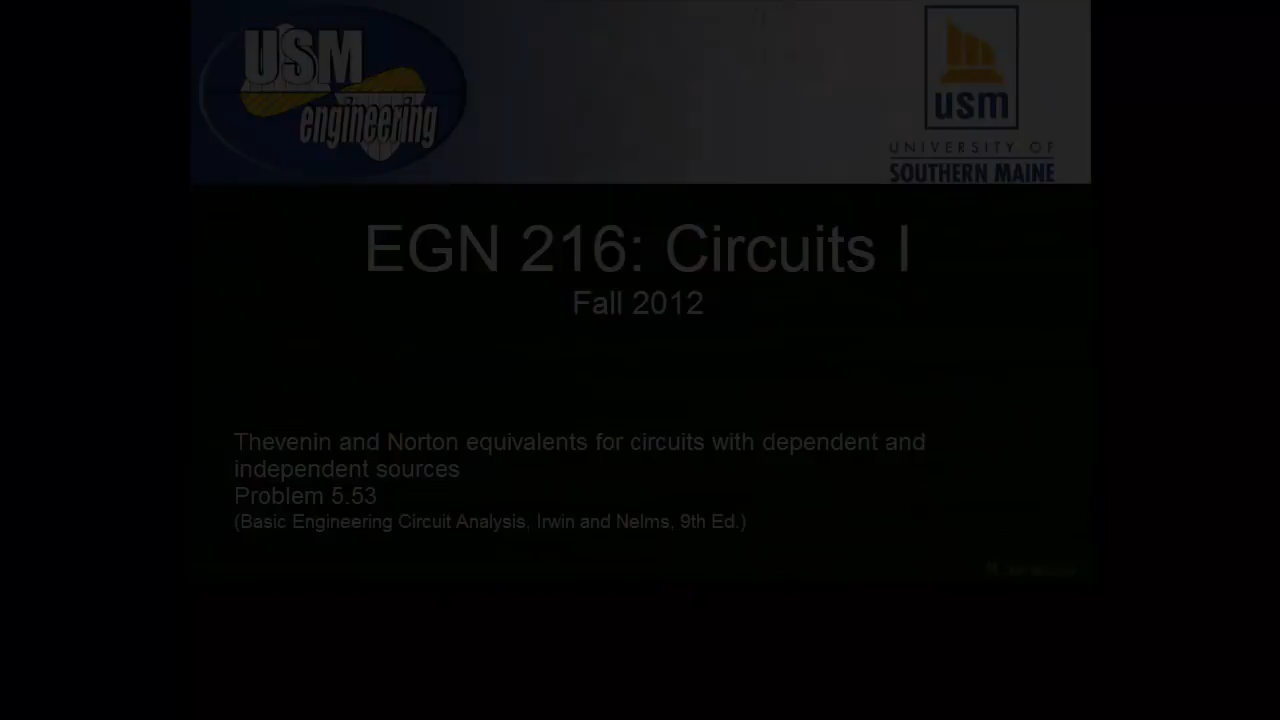 USM
engineering
usm
UNIVERSITY OF
SOUTHERN MAINE
EGN 216: Circuits I
Fall 2012
Thevenin and Norton equivalents for circuits with dependent and
independent sources
Problem 5.53
(Basic Engineering Circuit Analysis, Irwin and Nelms, 9th Ed.)